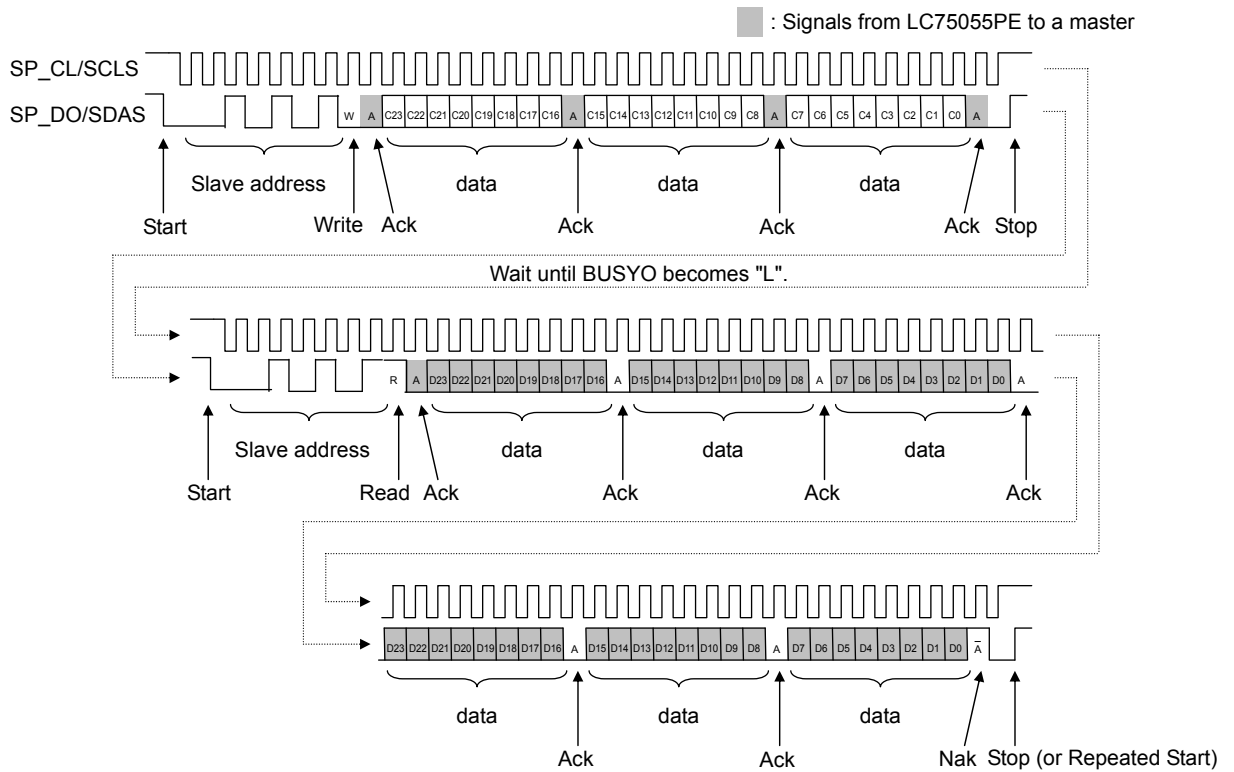 : Signals from LC75055PE to a master
SP_CL/SCLS
SP_DO/SDAS
W A C23 C22 C21 C20 C19 C18 C17 C16 A C15 C14 C13 C12 C11 C10 C9 C8 A C7 C6 C5 C4 C3 C2 C1 C0 A
Slave address data data data
Start Write Ack Ack Ack Ack Stop
Wait until BUSYO becomes "L".
R A D23 D22 D21 D20 D19 D18 D17 D16 A D15 D14 D13 D12 D11 D10 D9 D8 A D7 D6 D5 D4 D3 D2 D1 D0 A
Slave address data data data
Start Read Ack Ack Ack Ack
D23 D22 D21 D20 D19 D18 D17 D16 A D15 D14 D13 D12 D11 D10 D9 D8 A D7 D6 D5 D4 D3 D2 D1 D0 A̅
data data data
Ack Ack Nak Stop (or Repeated Start)